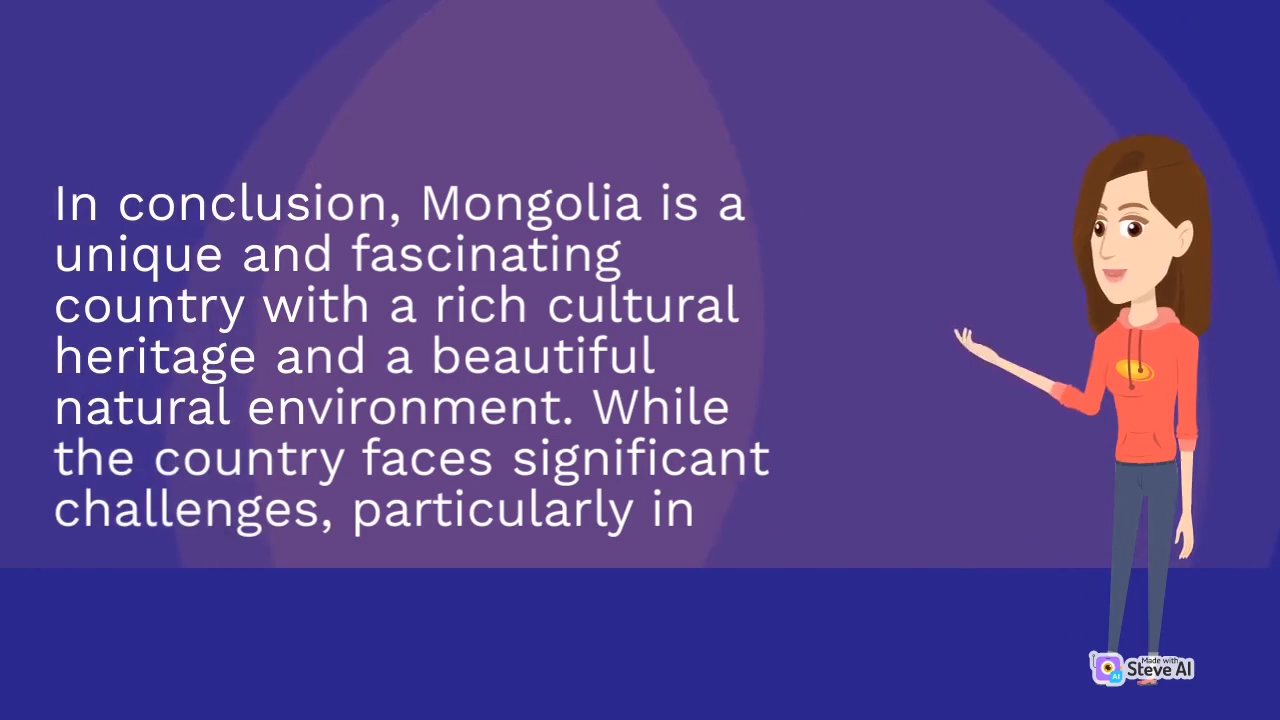 In conclusion, Mongolia is a
unique and fascinating
country with a rich cultural
heritage and a beautiful
natural environment. While
the country faces significant
challenges, particularly in
Made with
Steve AI
AI